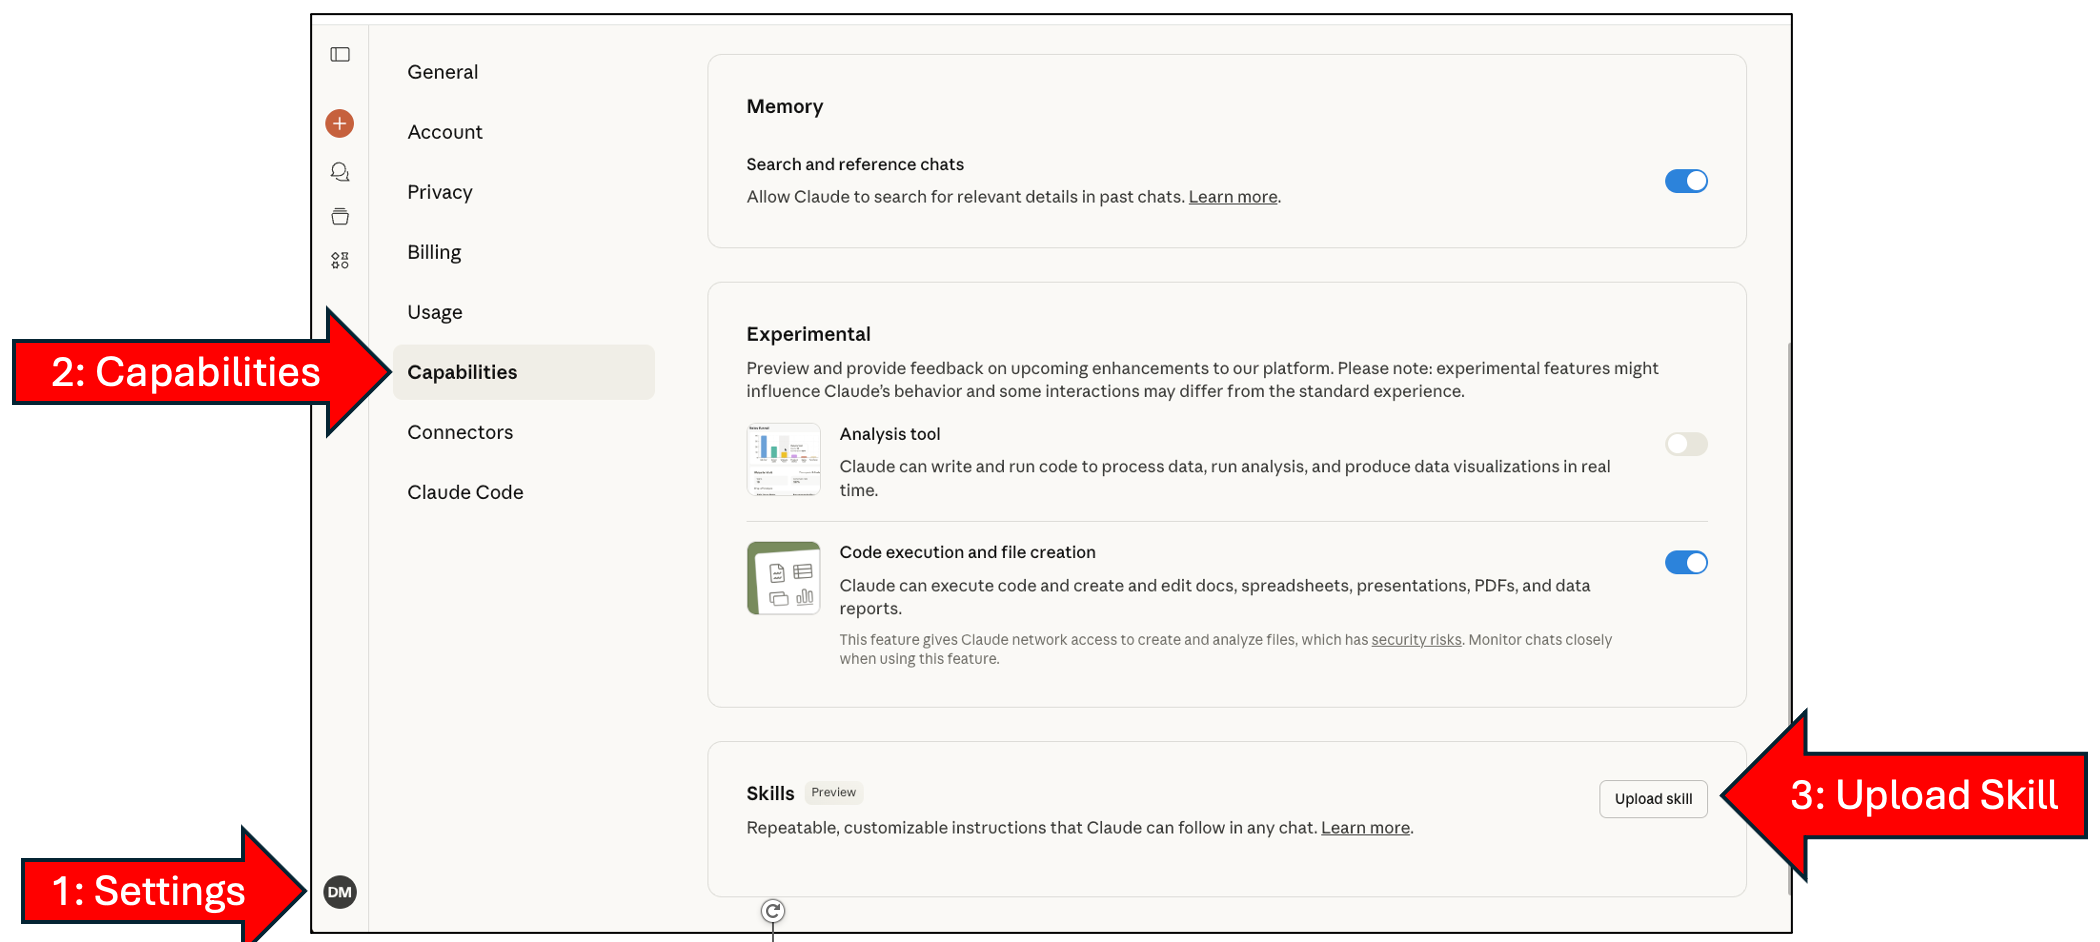 General
Account
Privacy
Billing
Usage
Capabilities
Connectors
Claude Code
Memory
Search and reference chats
Allow Claude to search for relevant details in past chats. Learn more.
Experimental
Preview and provide feedback on upcoming enhancements to our platform. Please note: experimental features might
influence Claude's behavior and some interactions may differ from the standard experience.
Analysis tool
Claude can write and run code to process data, run analysis, and produce data visualizations in real
time.
Code execution and file creation
Claude can execute code and create and edit docs, spreadsheets, presentations, PDFs, and data
reports.
This feature gives Claude network access to create and analyze files, which has security risks. Monitor chats closely
when using this feature.
Skills Preview
Upload skill
Repeatable, customizable instructions that Claude can follow in any chat. Learn more.
DM
1: Settings
2: Capabilities
3: Upload Skill